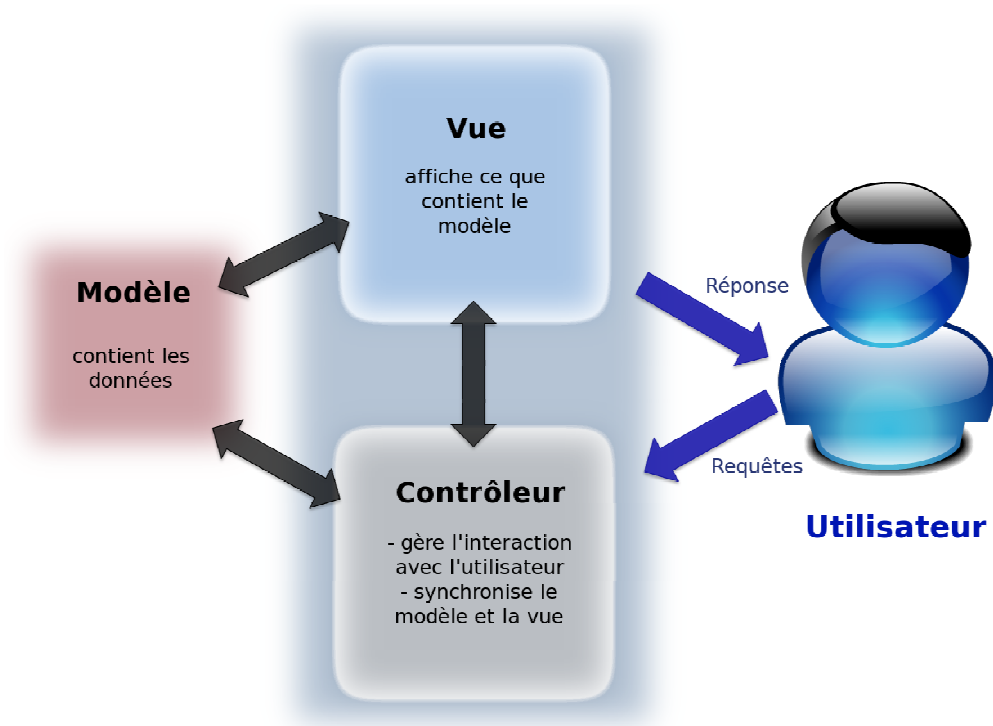 Vue
affiche ce que
contient le
modèle
Modèle
contient les
données
Réponse
Requêtes
Contrôleur
- gère l'interaction
avec l'utilisateur
- synchronise le
modèle et la vue
Utilisateur